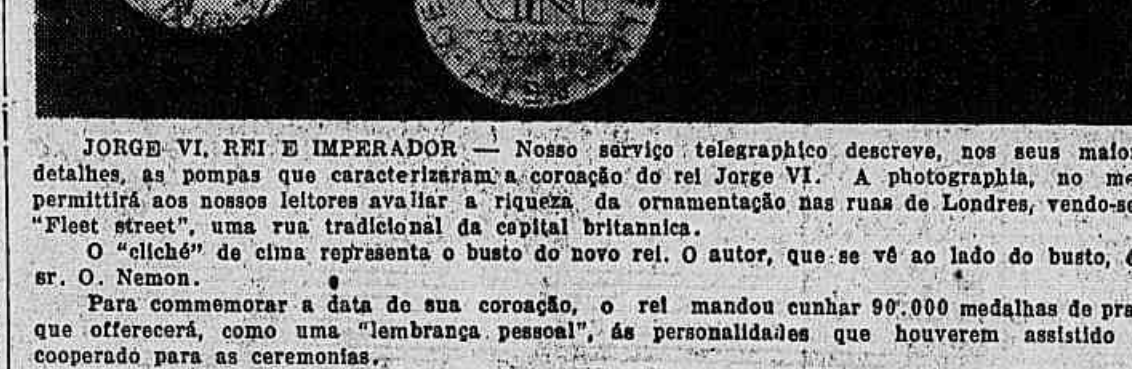 JORGE VI, REI E IMPERADOR — Nosso serviço telegraphico descreve, nos seus maio
detalhes, as pompas que caracterizaram a coroação do rei Jorge VI. A photographia, no me
permittirá aos nossos leitores avaliar a riqueza da ornamentação nas ruas de Londres, vendo-se
"Fleet street", uma rua tradicional da capital britannica.
O "cliché" de cima representa o busto do novo rei. O autor, que se vê ao lado do busto, é
sr. O. Nemon.
Para commemorar a data de sua coroação, o rei mandou cunhar 90.000 medalhas de pra
que offerecerá, como uma "lembrança pessoal", ás personalidades que houverem assistido
cooperado para as ceremonias.